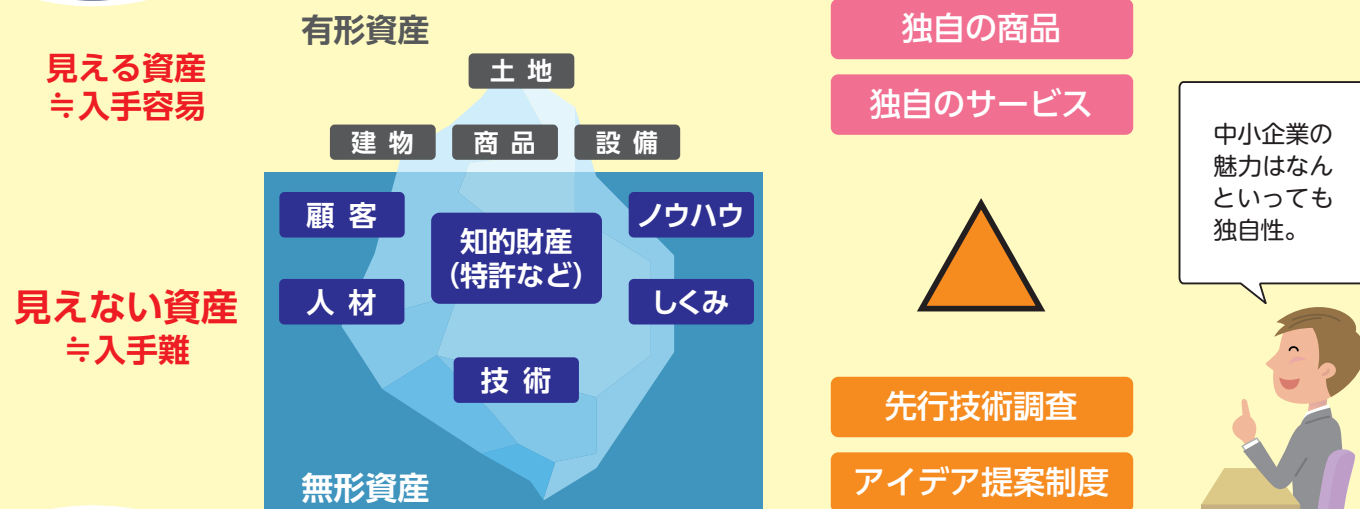 有形資産
見える資産
≒入手容易
土 地
建 物
商 品
設 備
顧 客
知的財産
(特許など)
ノウハウ
人 材
しくみ
見えない資産
≒入手難
技 術
無形資産
独自の商品
独自のサービス
先行技術調査
アイデア提案制度
中小企業の
魅力はなん
といっても
独自性。